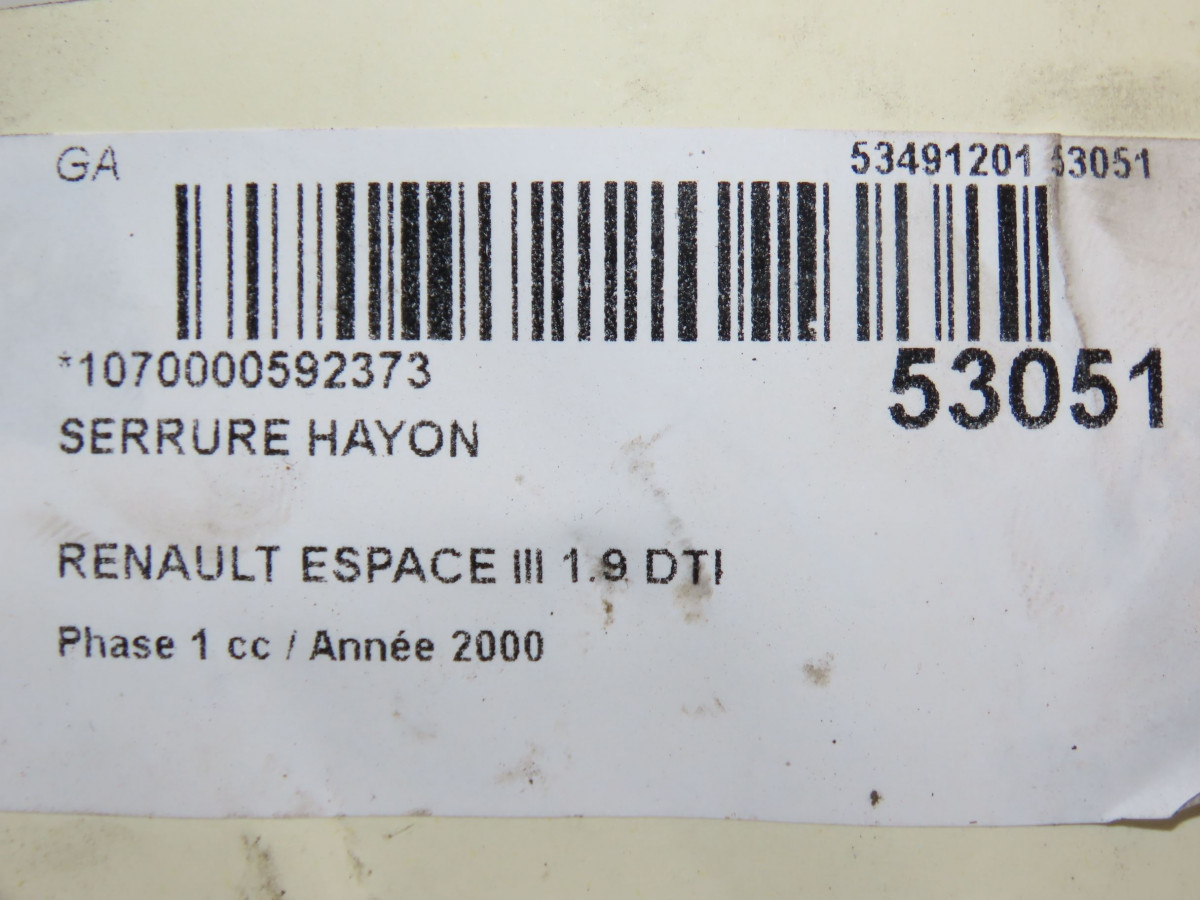 GA 53491201 53051
*1070000592373
53051
SERRURE HAYON
RENAULT ESPACE III 1.9 DTI
Phase 1 cc / Année 2000